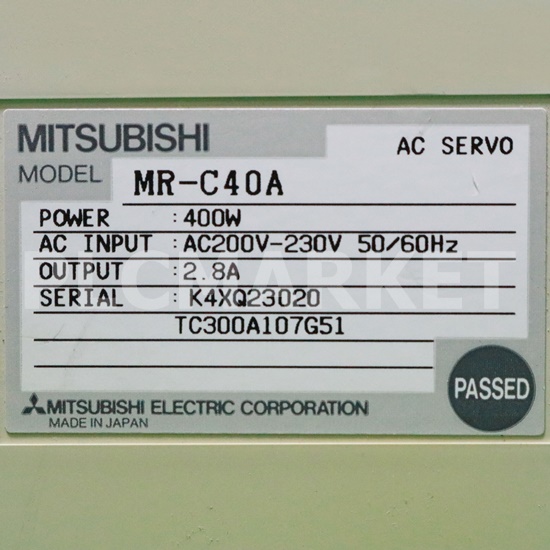 MITSUBISHI
AC SERVO
MODEL MR-C40A
POWER : 400W
AC INPUT : AC200V-230V 50/60Hz
OUTPUT : 2.8A
SERIAL : K4XQ23020
TC300A107G51
PLCMARKET
PASSED
MITSUBISHI ELECTRIC CORPORATION
MADE IN JAPAN